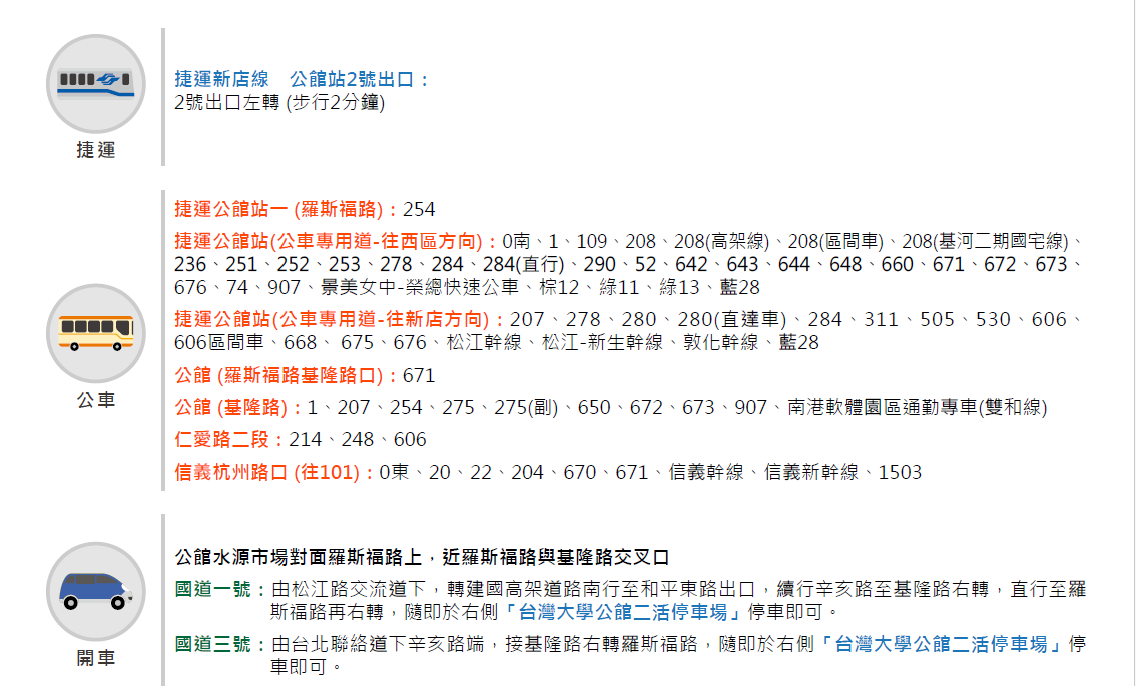 捷運新店線　公館站2號出口：
2號出口左轉 (步行2分鐘)
捷運
捷運公館站一 (羅斯福路)：254
捷運公館站(公車專用道-往西區方向)：0南、1、109、208、208(高架線)、208(區間車)、208(基河二期國宅線)、
236、251、252、253、278、284、284(直行)、290、52、642、643、644、648、660、671、672、673、
676、74、907、景美女中-榮總快速公車、棕12、綠11、綠13、藍28
捷運公館站(公車專用道-往新店方向)：207、278、280、280(直達車)、284、311、505、530、606、
606區間車、668、 675、676、松江幹線、松江-新生幹線、敦化幹線、藍28
公館 (羅斯福路基隆路口)：671
公館 (基隆路)：1、207、254、275、275(副)、650、672、673、907、南港軟體園區通勤專車(雙和線)
仁愛路二段：214、248、606
信義杭州路口 (往101)：0東、20、22、204、670、671、信義幹線、信義新幹線、1503
公車
公館水源市場對面羅斯福路上，近羅斯福路與基隆路交叉口
國道一號：由松江路交流道下，轉建國高架道路南行至和平東路出口，續行辛亥路至基隆路右轉，直行至羅
斯福路再右轉，隨即於右側「台灣大學公館二活停車場」停車即可。
國道三號：由台北聯絡道下辛亥路端，接基隆路右轉羅斯福路，隨即於右側「台灣大學公館二活停車場」停
車即可。
開車